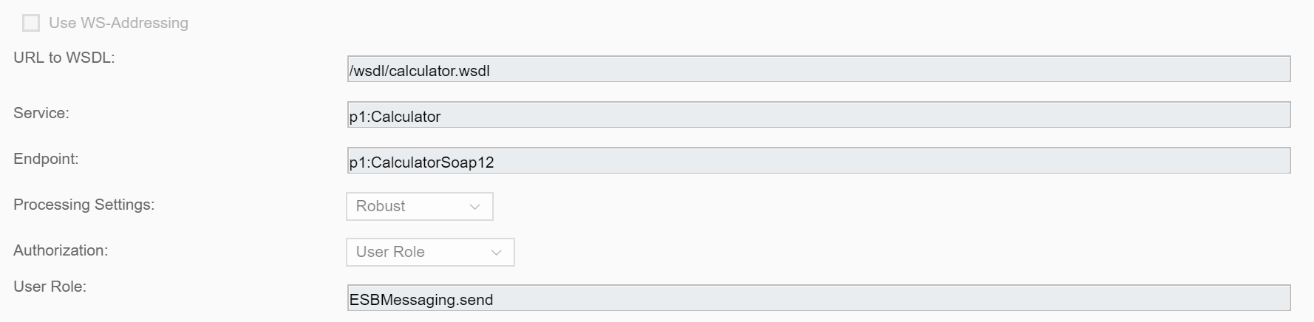 Use WS-Addressing
URL to WSDL: /wsdl/calculator.wsdl
Service: p1:Calculator
Endpoint: p1:CalculatorSoap12
Processing Settings: Robust
Authorization: User Role
User Role: ESBMessaging.send